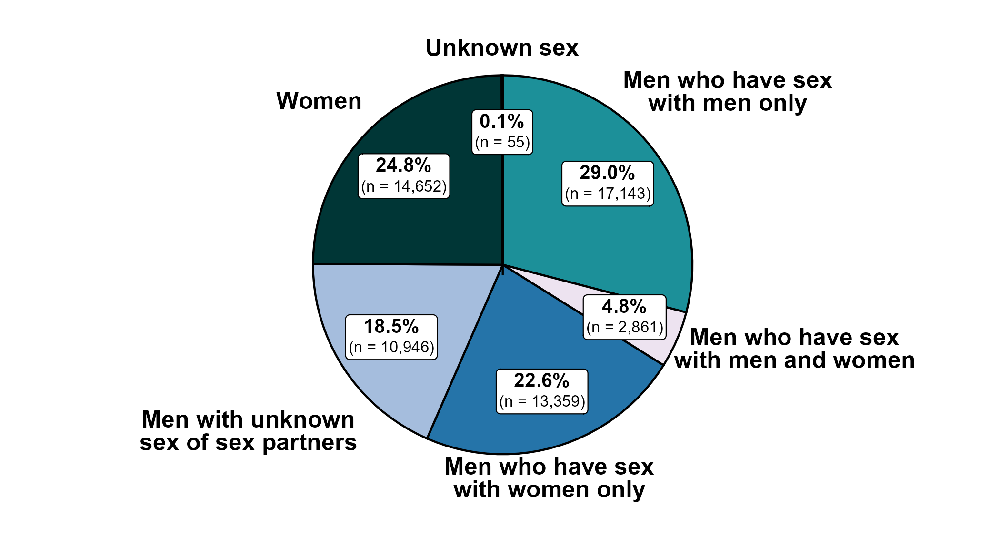 Unknown sex
Men who have sex
with men only
Women
0.1%
(n = 55)
24.8%
(n = 14,652)
29.0%
(n = 17,143)
4.8%
(n = 2,861)
Men who have sex
with men and women
18.5%
(n = 10,946)
22.6%
(n = 13,359)
Men with unknown
sex of sex partners
Men who have sex
with women only